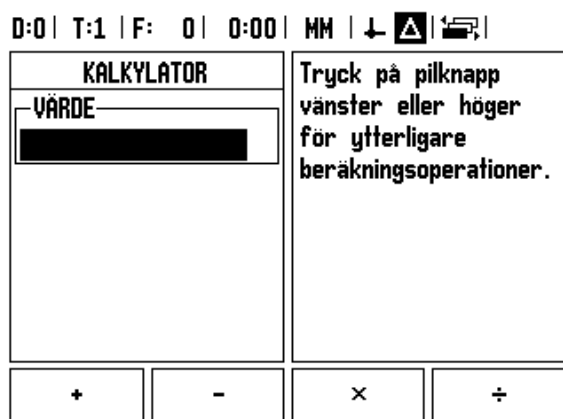 D:0| T:1 |F: 0| 0:00| MM | Δ| |
KALKYLATOR
VÄRDE
Tryck på pilknapp
vänster eller höger
för ytterligare
beräkningsoperationer.
+ - × ÷